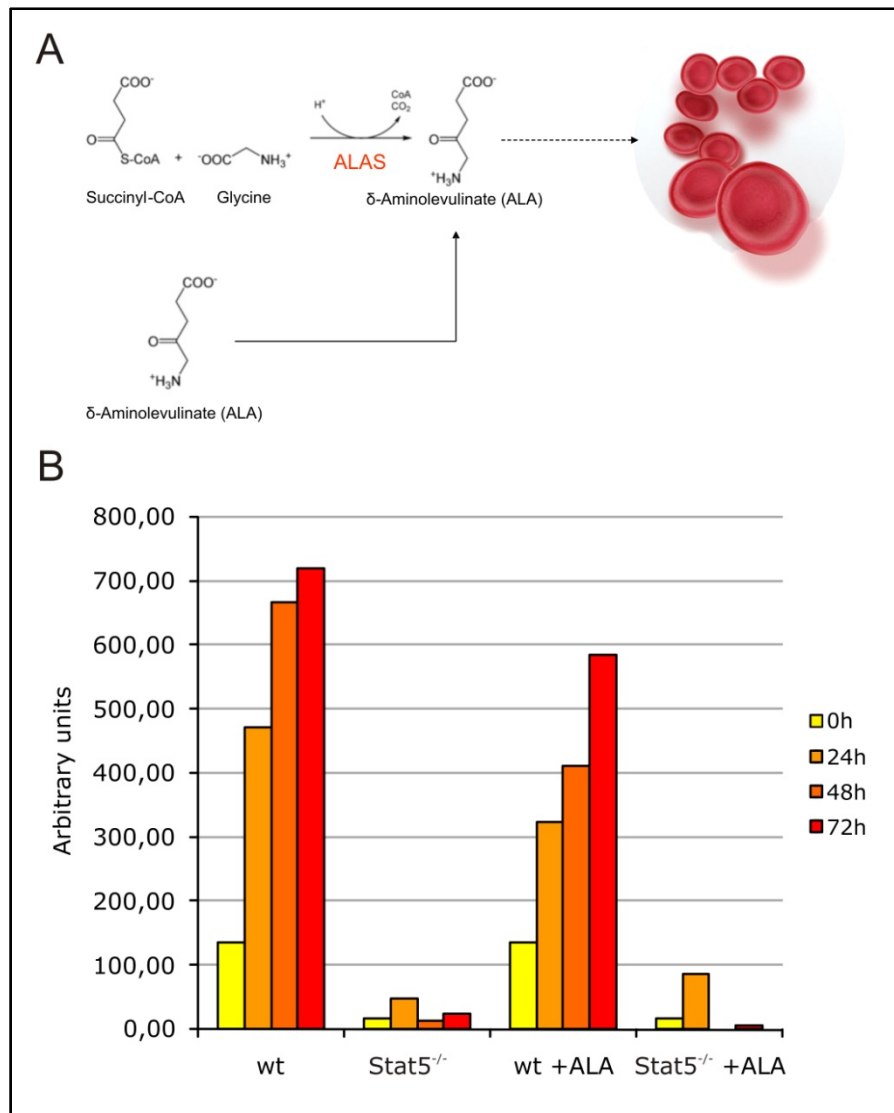 A
COO⁻
O
S-CoA
+
⁻OOC
NH₃⁺
H⁺
CoA
CO₂
ALAS
COO⁻
O
⁺H₃N
Succinyl-CoA
Glycine
δ-Aminolevulinate (ALA)
COO⁻
O
⁺H₃N
δ-Aminolevulinate (ALA)
B
Arbitrary units
800,00
700,00
600,00
500,00
400,00
300,00
200,00
100,00
0,00
wt
Stat5⁻/⁻
wt +ALA
Stat5⁻/⁻ +ALA
0h
24h
48h
72h